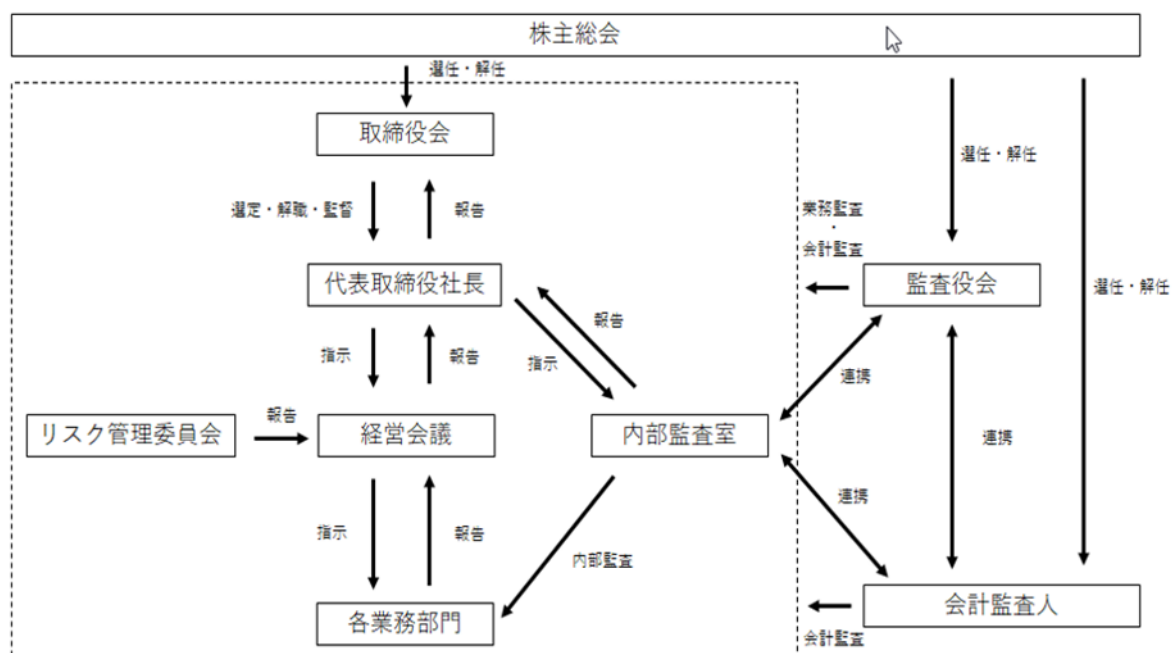 株主総会
選任・解任
取締役会
選任・解任
選定・解職・監督
報告
業務監査
・
会計監査
代表取締役社長
監査役会
選任・解任
報告
指示
報告
指示
連携
リスク管理委員会
報告
経営会議
内部監査室
連携
連携
指示
報告
内部監査
各業務部門
会計監査人
会計監査